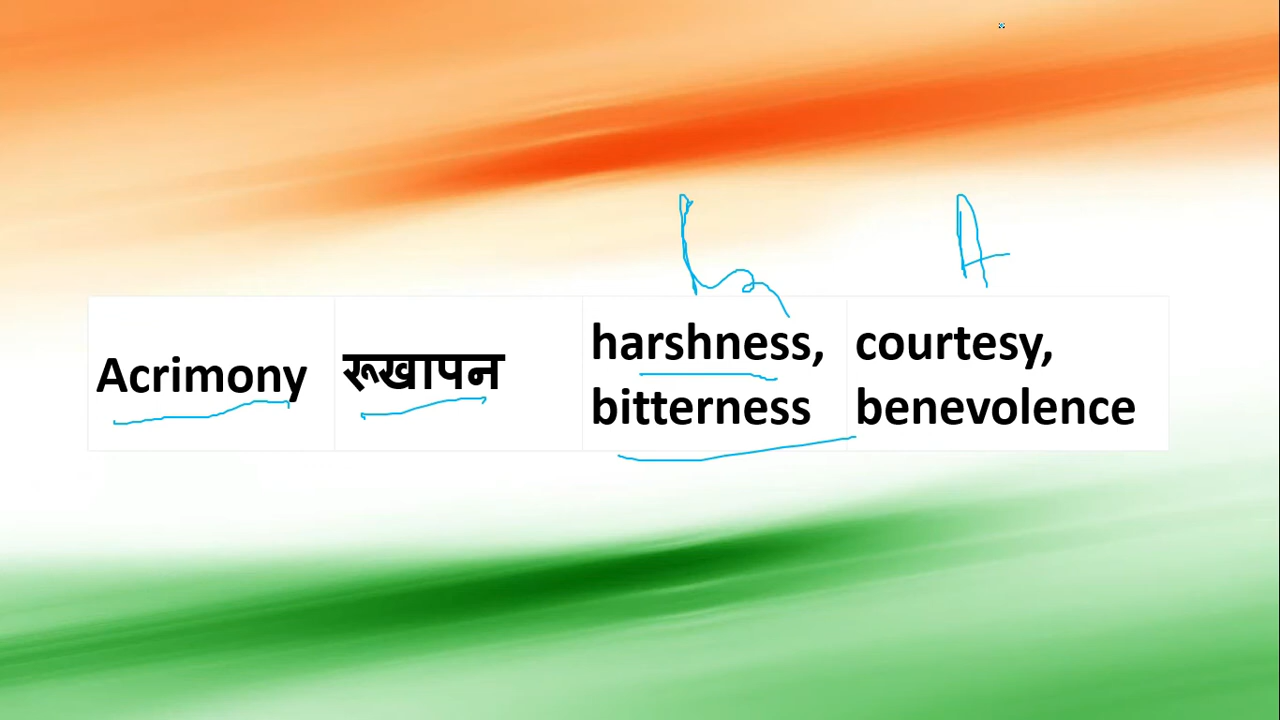 A
Acrimony
रूखापन
harshness,
bitterness
courtesy,
benevolence